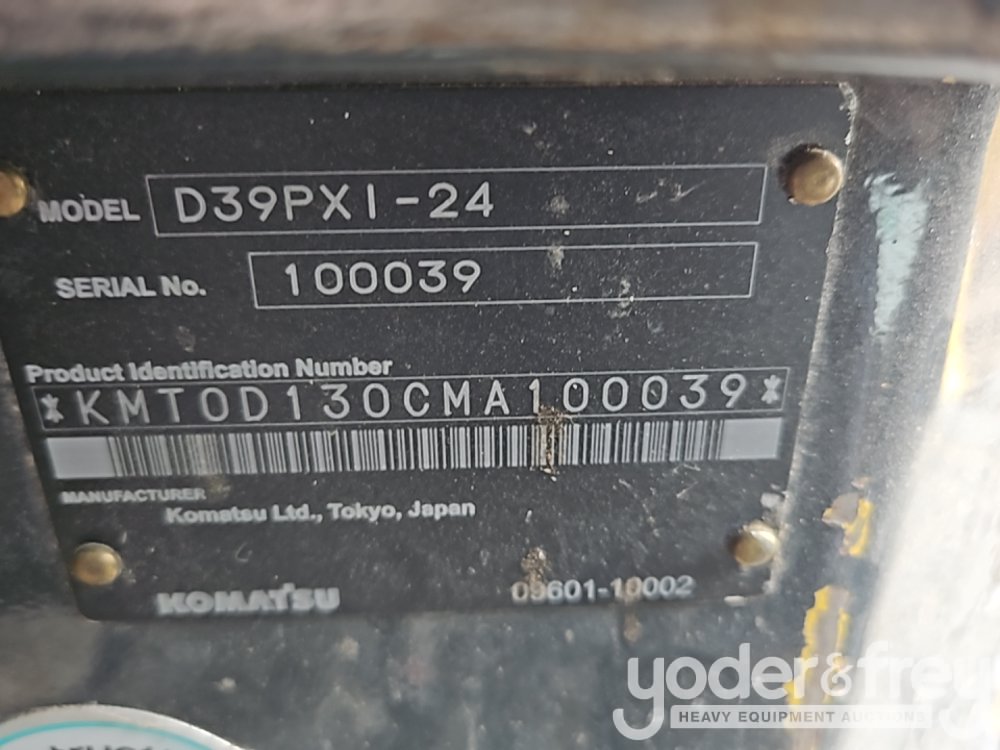 MODEL D39PXI-24
SERIAL No. 100039
Product Identification Number
*KMT0D130CMA100039*
MANUFACTURER
Komatsu Ltd., Tokyo, Japan
KOMATSU 09601-10002
yoder&frey
HEAVY EQUIPMENT AUCTIONS